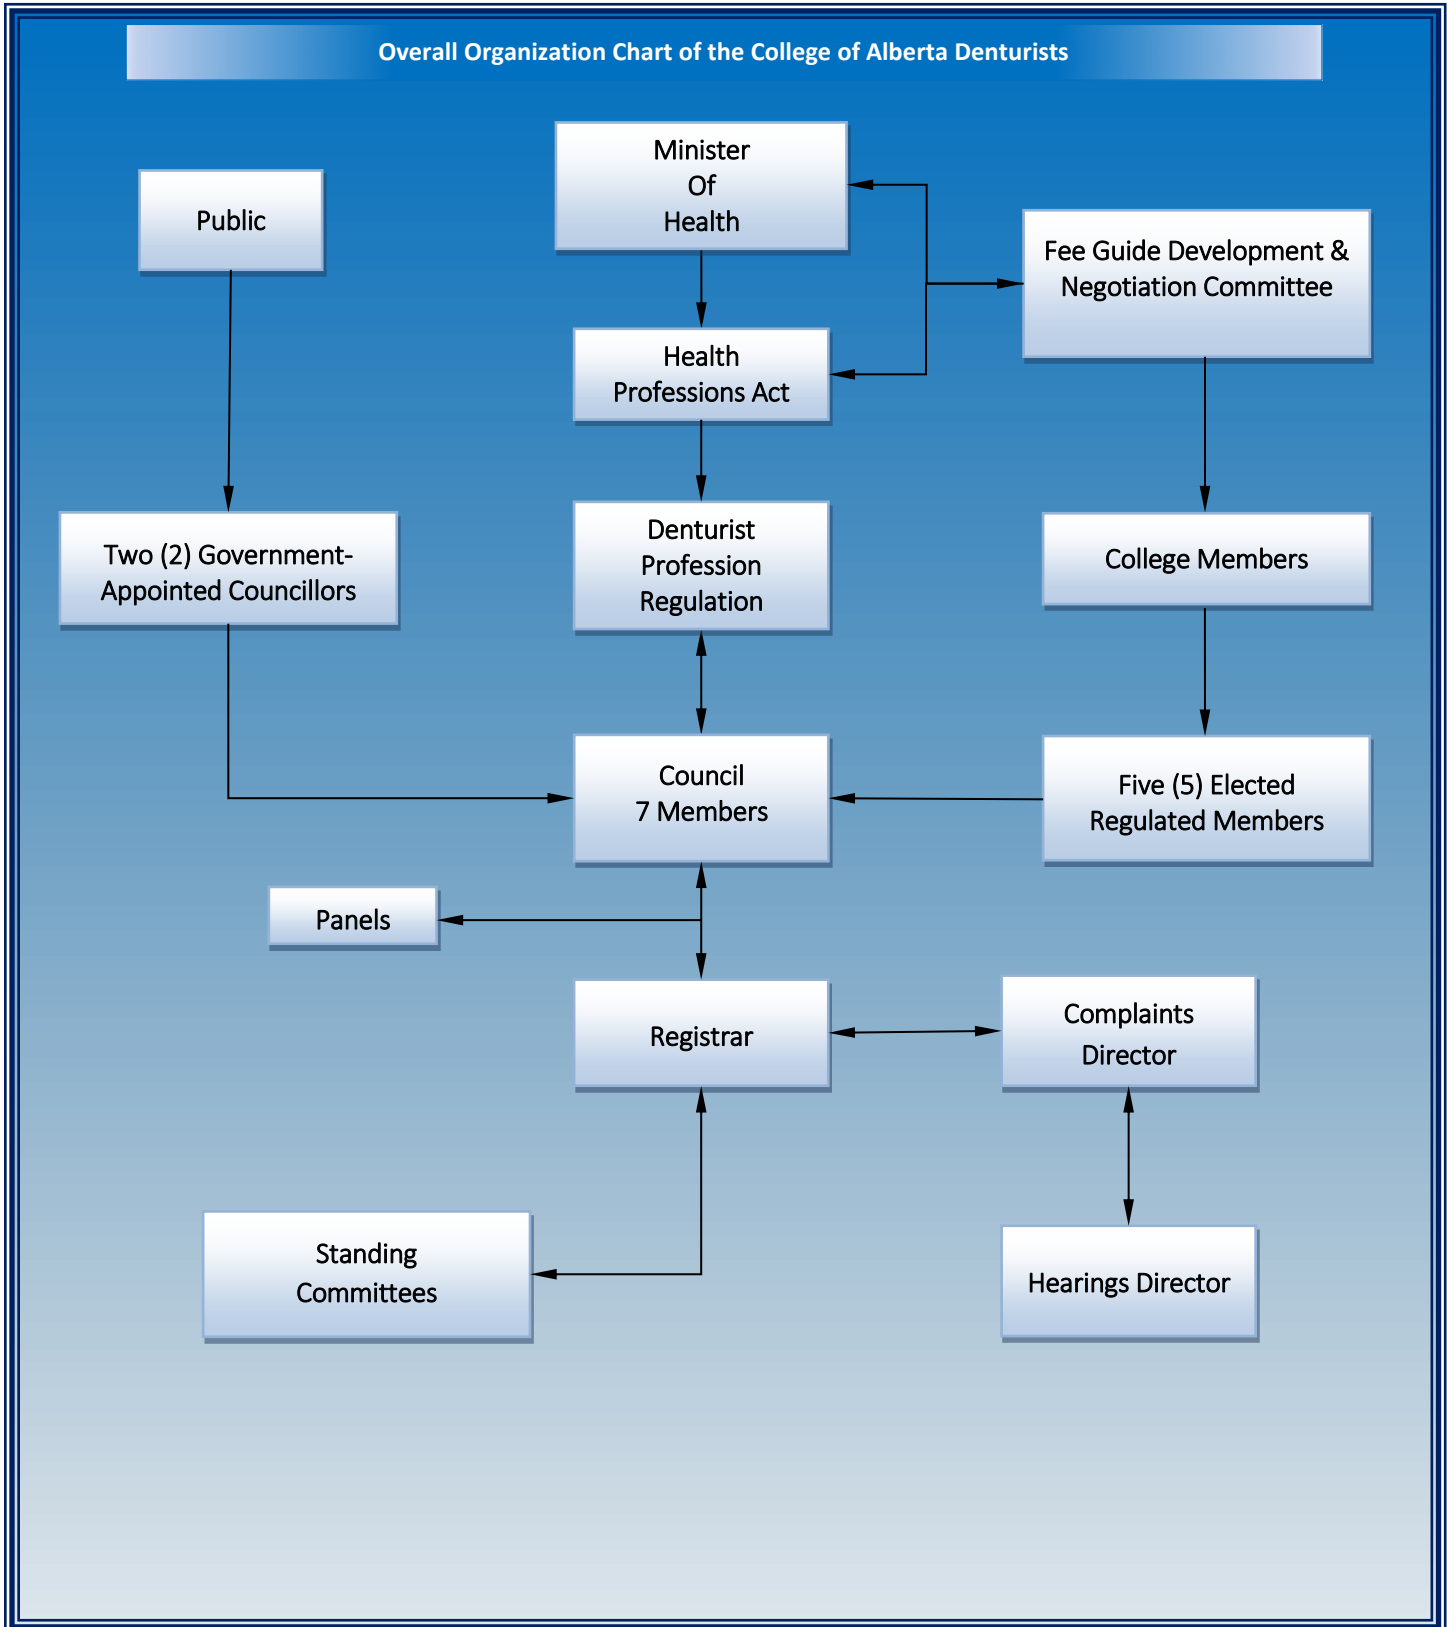 Overall Organization Chart of the College of Alberta Denturists
Minister
Of
Health
Public
Fee Guide Development &
Negotiation Committee
Health
Professions Act
Two (2) Government-
Appointed Councillors
Denturist
Profession
Regulation
College Members
Council
7 Members
Five (5) Elected
Regulated Members
Panels
Registrar
Complaints
Director
Standing
Committees
Hearings Director